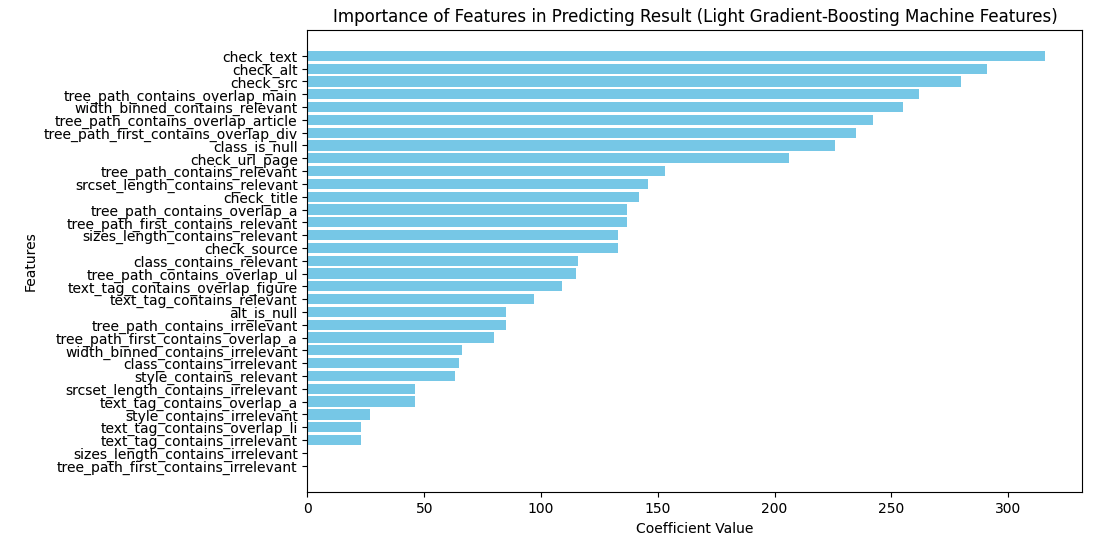 Importance of Features in Predicting Result (Light Gradient-Boosting Machine Features)
check_text
check_alt
check_src
tree_path_contains_overlap_main
width_binned_contains_relevant
tree_path_contains_overlap_article
tree_path_first_contains_overlap_div
class_is_null
check_url_page
tree_path_contains_relevant
srcset_length_contains_relevant
check_title
tree_path_contains_overlap_a
tree_path_first_contains_relevant
sizes_length_contains_relevant
check_source
class_contains_relevant
tree_path_contains_overlap_ul
text_tag_contains_overlap_figure
text_tag_contains_relevant
alt_is_null
tree_path_contains_irrelevant
tree_path_first_contains_overlap_a
width_binned_contains_irrelevant
class_contains_irrelevant
style_contains_relevant
srcset_length_contains_irrelevant
text_tag_contains_overlap_a
style_contains_irrelevant
text_tag_contains_overlap_li
text_tag_contains_irrelevant
sizes_length_contains_irrelevant
tree_path_first_contains_irrelevant
Features
0 50 100 150 200 250 300
Coefficient Value